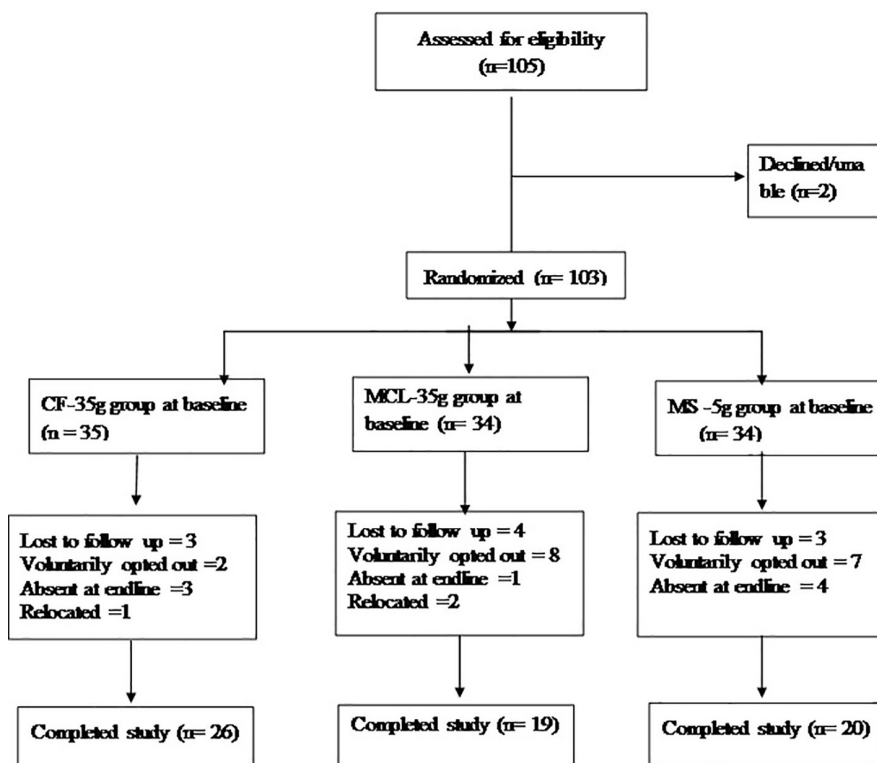 Assessed for eligibility
(n=105)
Declined/una
ble (n=2)
Randomized (n= 103)
CF-35g group at baseline
(n = 35)
MCL-35g group at
baseline (n= 34)
MS -5g group at baseline
n= 34)
Lost to follow up = 3
Voluntarily opted out =2
Absent at endline =3
Relocated =1
Lost to follow up = 4
Voluntarily opted out = 8
Absent at endline =1
Relocated =2
Lost to follow up = 3
Voluntarily opted out = 7
Absent at endline = 4
Completed study (n= 26)
Completed study (n= 19)
Completed study (n= 20)